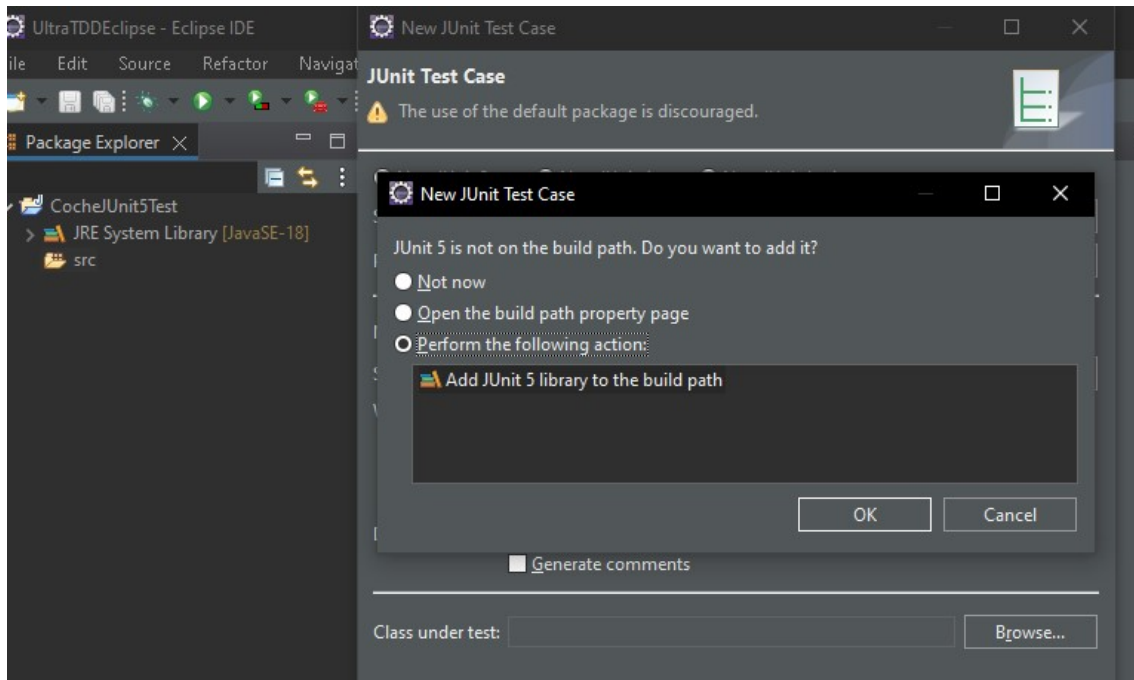 UltraTDDEclipse - Eclipse IDE
New JUnit Test Case
Edit Source Refactor
JUnit Test Case
The use of the default package is discouraged.
Package Explorer
New JUnit Test Case
CocheJUnit5Test
JRE System Library [JavaSE-18]
src
JUnit 5 is not on the build path. Do you want to add it?
Not now
Open the build path property page
Perform the following action:
Add JUnit 5 library to the build path
OK Cancel
Generate comments
Class under test:
Browse...